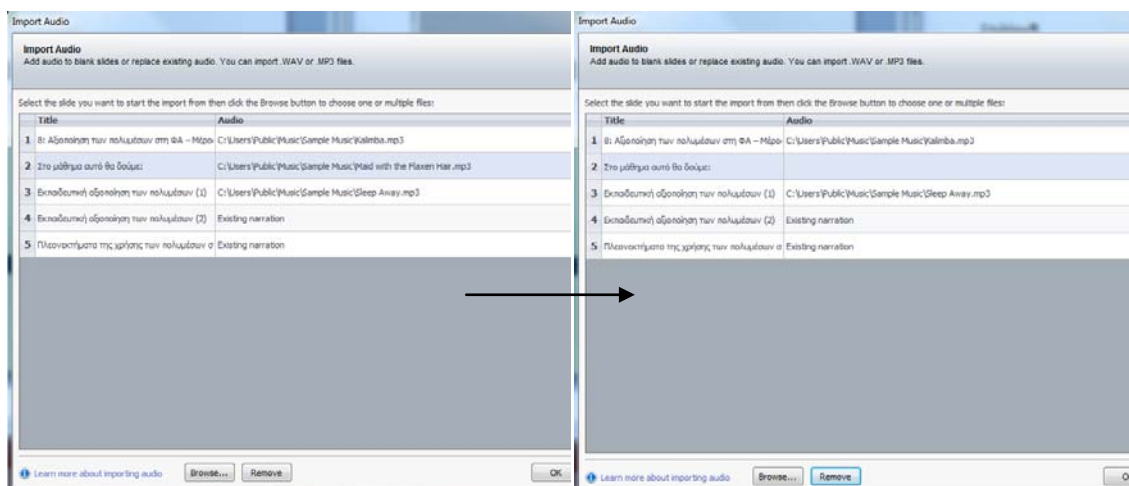 Import Audio
Import Audio
Add audio to blank slides or replace existing audio. You can import .WAV or .MP3 files.
Select the slide you want to start the import from then click the Browse button to choose one or multiple files:
Title Audio
1 8: Αξιοποίηση των πολυμέσων στη ΦΑ – Μέρο C:\Users\Public\Music\Sample Music\Kalimba.mp3
2 Στο μάθημα αυτό θα δούμε: C:\Users\Public\Music\Sample Music\Maid with the Flaxen Hair.mp3
3 Εκπαιδευτική αξιοποίηση των πολυμέσων (1) C:\Users\Public\Music\Sample Music\Sleep Away.mp3
4 Εκπαιδευτική αξιοποίηση των πολυμέσων (2) Existing narration
5 Πλεονεκτήματα της χρήσης των πολυμέσων σ Existing narration
Learn more about importing audio Browse... Remove OK
Import Audio
Import Audio
Add audio to blank slides or replace existing audio. You can import .WAV or .MP3 files.
Select the slide you want to start the import from then click the Browse button to choose one or multiple files:
Title Audio
1 8: Αξιοποίηση των πολυμέσων στη ΦΑ – Μέρο C:\Users\Public\Music\Sample Music\Kalimba.mp3
2 Στο μάθημα αυτό θα δούμε:
3 Εκπαιδευτική αξιοποίηση των πολυμέσων (1) C:\Users\Public\Music\Sample Music\Sleep Away.mp3
4 Εκπαιδευτική αξιοποίηση των πολυμέσων (2) Existing narration
5 Πλεονεκτήματα της χρήσης των πολυμέσων σ Existing narration
Learn more about importing audio Browse... Remove O